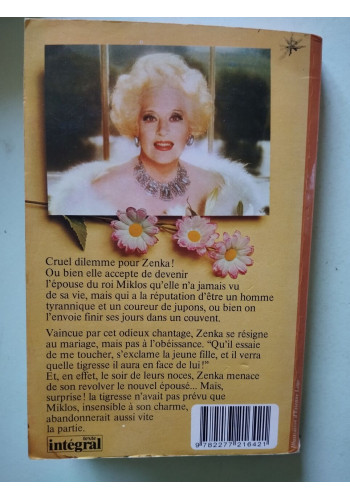 Cruel dilemme pour Zenka!
Ou bien elle accepte de devenir
l'épouse du roi Miklos qu'elle n'a jamais vu
de sa vie, mais qui a la réputation d'être un homme
tyrannique et un coureur de jupons, ou bien on
l'envoie finir ses jours dans un couvent.
Vaincue par cet odieux chantage, Zenka se résigne
au mariage, mais pas à l'obéissance. “Qu'il essaie
de me toucher, s'exclame la jeune fille, et il verra
quelle tigresse il aura en face de lui!”
Et, en effet, le soir de leurs noces, Zenka menace
de son revolver le nouvel épousé... Mais,
surprise! la tigresse n'avait pas prévu que
Miklos, insensible à son charme,
abandonnerait aussi vite
la partie.
texte
intégral
9 782277 216421